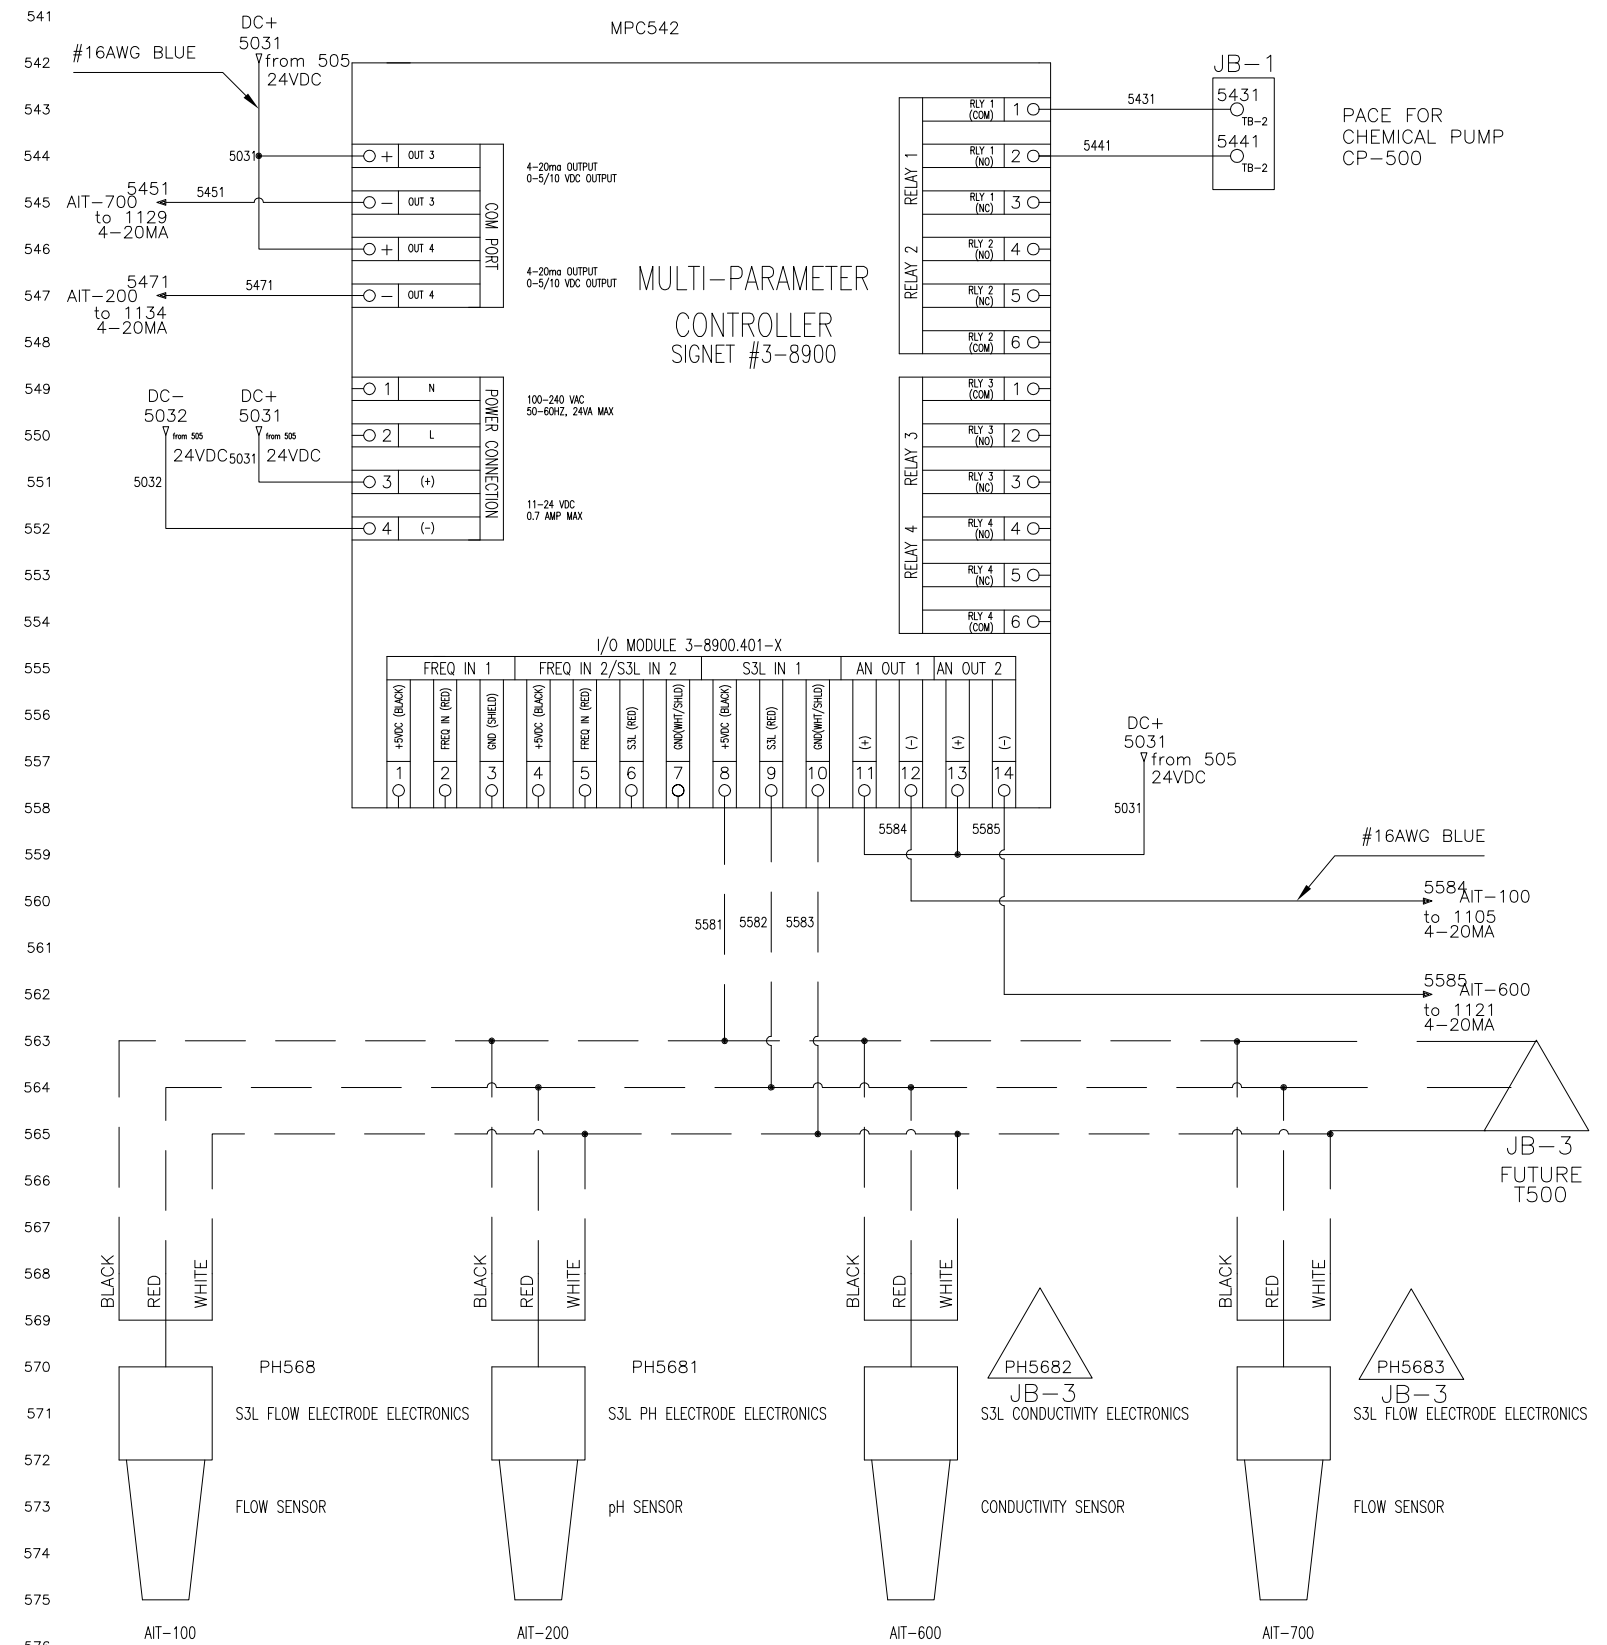 541
MPC542
DC+
5031
from 505
24VDC
#16AWG BLUE
542
JB-1
543
RLY 1
(COM)
1
5431
5431
TB-2
PACE FOR
CHEMICAL PUMP
CP-500
544
5031
+
OUT 3
4-20ma OUTPUT
0-5/10 VDC OUTPUT
RELAY 1
RLY 1
(NO)
2
5441
5441
TB-2
545
AIT-700
5451
to 1129
4-20MA
5451
-
OUT 3
COM PORT
RLY 1
(NC)
3
546
+
OUT 4
4-20ma OUTPUT
0-5/10 VDC OUTPUT
RELAY 2
RLY 2
(NO)
4
547
AIT-200
5471
to 1134
4-20MA
5471
-
OUT 4
MULTI-PARAMETER
CONTROLLER
SIGNET #3-8900
RLY 2
(NC)
5
548
RLY 2
(COM)
6
549
DC-
5032
from 505
24VDC
DC+
5031
from 505
24VDC
1
N
POWER CONNECTION
100-240 VAC
50-60HZ, 24VA MAX
RLY 3
(COM)
1
550
5031
2
L
RELAY 3
RLY 3
(NO)
2
551
5032
3
(+)
11-24 VDC
0.7 AMP MAX
RLY 3
(NC)
3
552
4
(-)
RELAY 4
RLY 4
(NO)
4
553
RLY 4
(NC)
5
554
RLY 4
(COM)
6
I/O MODULE 3-8900.401-X
555
FREQ IN 1
FREQ IN 2/S3L IN 2
S3L IN 1
AN OUT 1
AN OUT 2
556
+5VDC (BLACK)
FREQ IN (RED)
GND (SHIELD)
+5VDC (BLACK)
FREQ IN (RED)
S3L (RED)
GND(WHT/SHLD)
+5VDC (BLACK)
S3L (RED)
GND(WHT/SHLD)
(+)
(-)
(+)
(-)
DC+
5031
from 505
24VDC
557
1
2
3
4
5
6
7
8
9
10
11
12
13
14
558
5031
5584
5585
559
#16AWG BLUE
560
5584
AIT-100
to 1105
4-20MA
5581
5582
5583
561
562
5585
AIT-600
to 1121
4-20MA
563
564
565
JB-3
FUTURE
T500
566
567
568
BLACK
RED
WHITE
BLACK
RED
WHITE
BLACK
RED
WHITE
BLACK
RED
WHITE
569
570
PH568
PH5681
PH5682
JB-3
PH5683
JB-3
571
S3L FLOW ELECTRODE ELECTRONICS
S3L PH ELECTRODE ELECTRONICS
S3L CONDUCTIVITY ELECTRONICS
S3L FLOW ELECTRODE ELECTRONICS
572
573
FLOW SENSOR
pH SENSOR
CONDUCTIVITY SENSOR
FLOW SENSOR
574
575
AIT-100
AIT-200
AIT-600
AIT-700